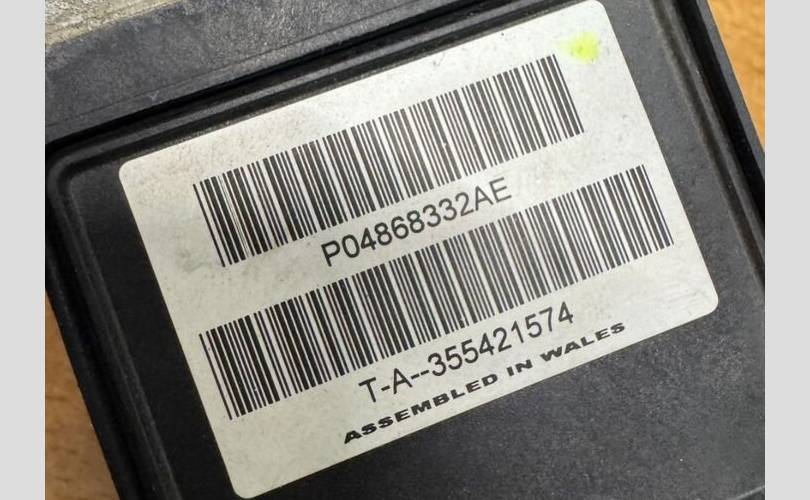 P04868332AE
T-A--355421574
ASSEMBLED IN WALES